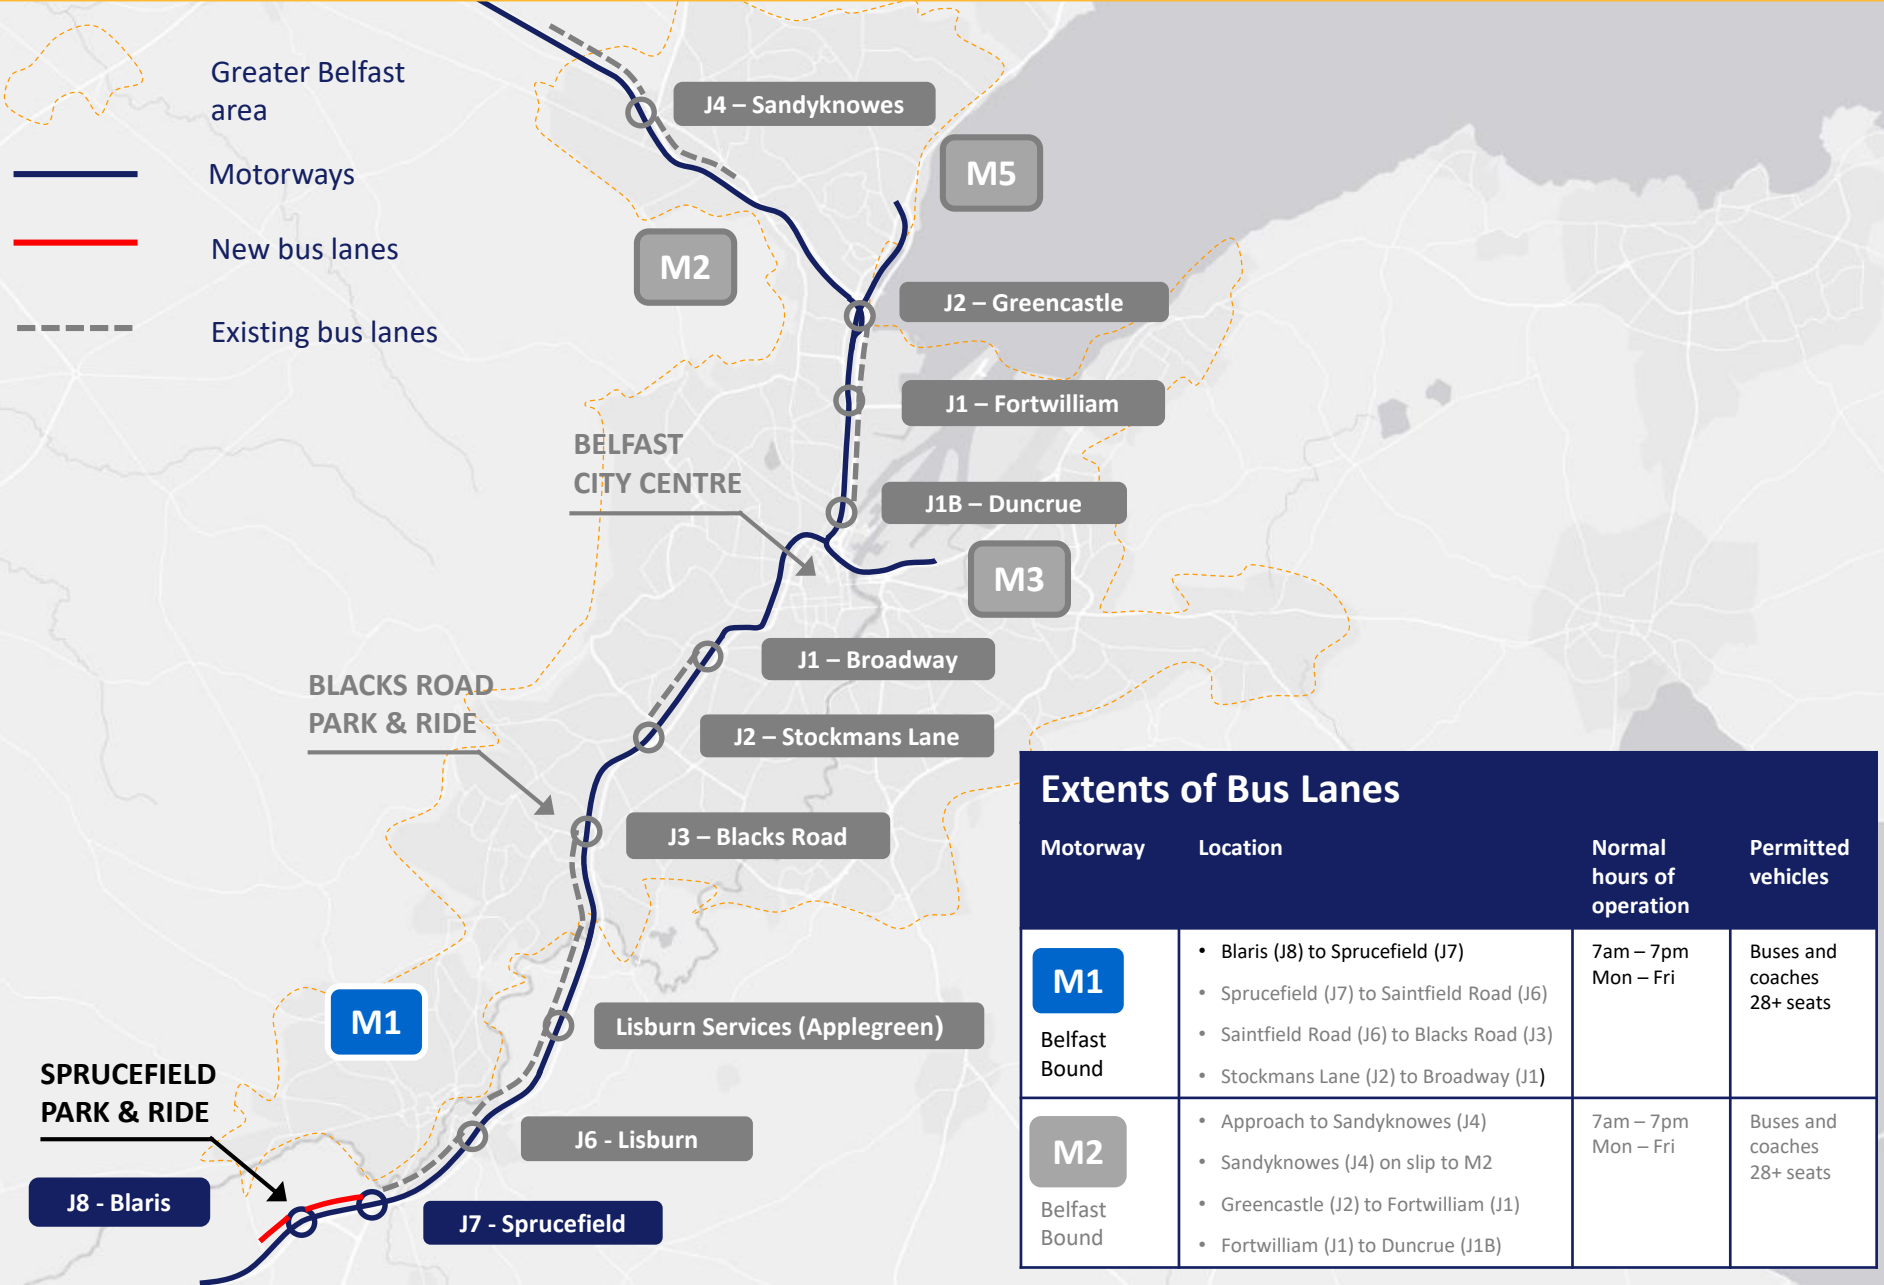 Greater Belfast
area
Motorways
New bus lanes
Existing bus lanes
J4 – Sandyknowes
M5
M2
J2 – Greencastle
J1 – Fortwilliam
BELFAST
CITY CENTRE
J1B – Duncrue
M3
J1 – Broadway
BLACKS ROAD
PARK & RIDE
J2 – Stockmans Lane
J3 – Blacks Road
M1
Lisburn Services (Applegreen)
SPRUCEFIELD
PARK & RIDE
J6 - Lisburn
J8 - Blaris
J7 - Sprucefield
Extents of Bus Lanes
Motorway
Location
Normal
hours of
operation
Permitted
vehicles
M1
Belfast
Bound
• Blaris (J8) to Sprucefield (J7)
• Sprucefield (J7) to Saintfield Road (J6)
• Saintfield Road (J6) to Blacks Road (J3)
• Stockmans Lane (J2) to Broadway (J1)
7am – 7pm
Mon – Fri
Buses and
coaches
28+ seats
M2
Belfast
Bound
• Approach to Sandyknowes (J4)
• Sandyknowes (J4) on slip to M2
• Greencastle (J2) to Fortwilliam (J1)
• Fortwilliam (J1) to Duncrue (J1B)
7am – 7pm
Mon – Fri
Buses and
coaches
28+ seats